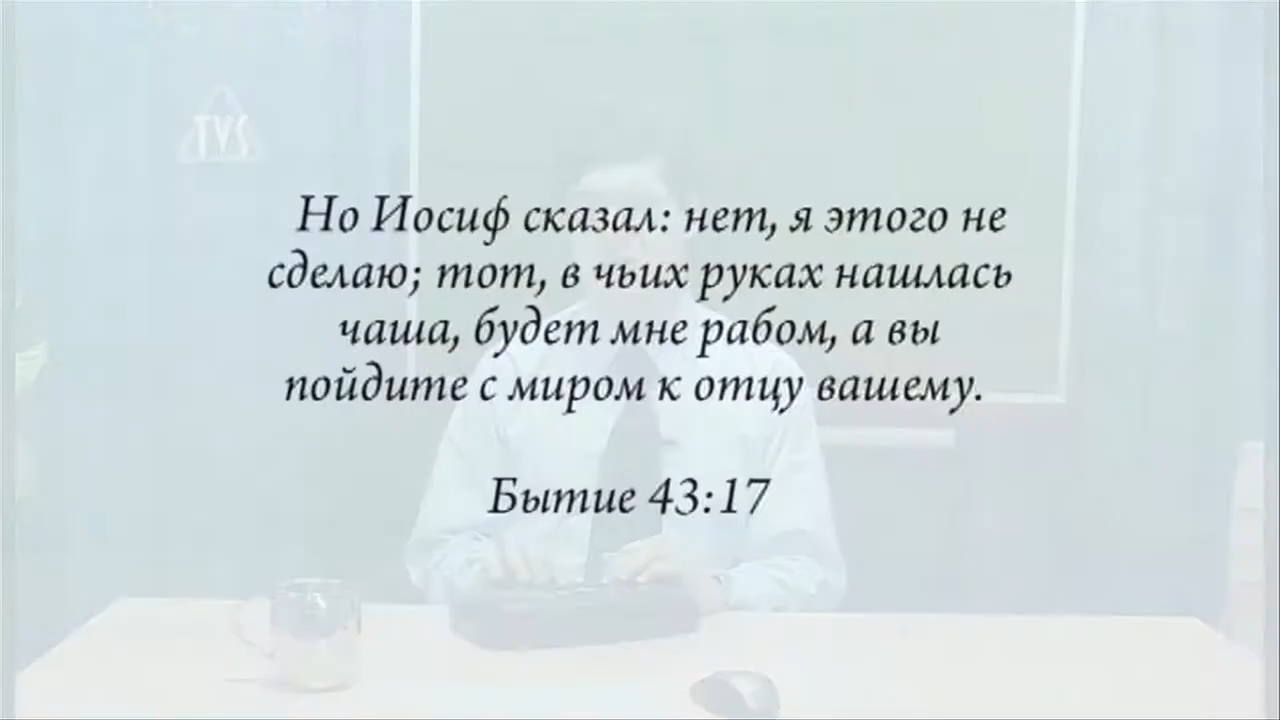 TVS
Но Иосиф сказал: нет, я этого не
сделаю; тот, в чьих руках нашлась
чаша, будет мне рабом, а вы
пойдите с миром к отцу вашему.
Бытие 43:17